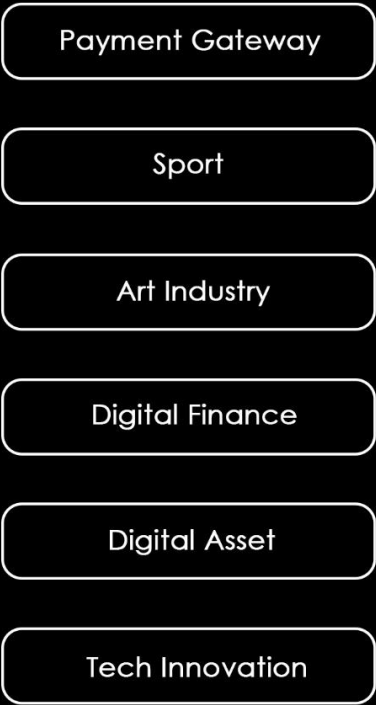 Payment Gateway
Sport
Art Industry
Digital Finance
Digital Asset
Tech Innovation